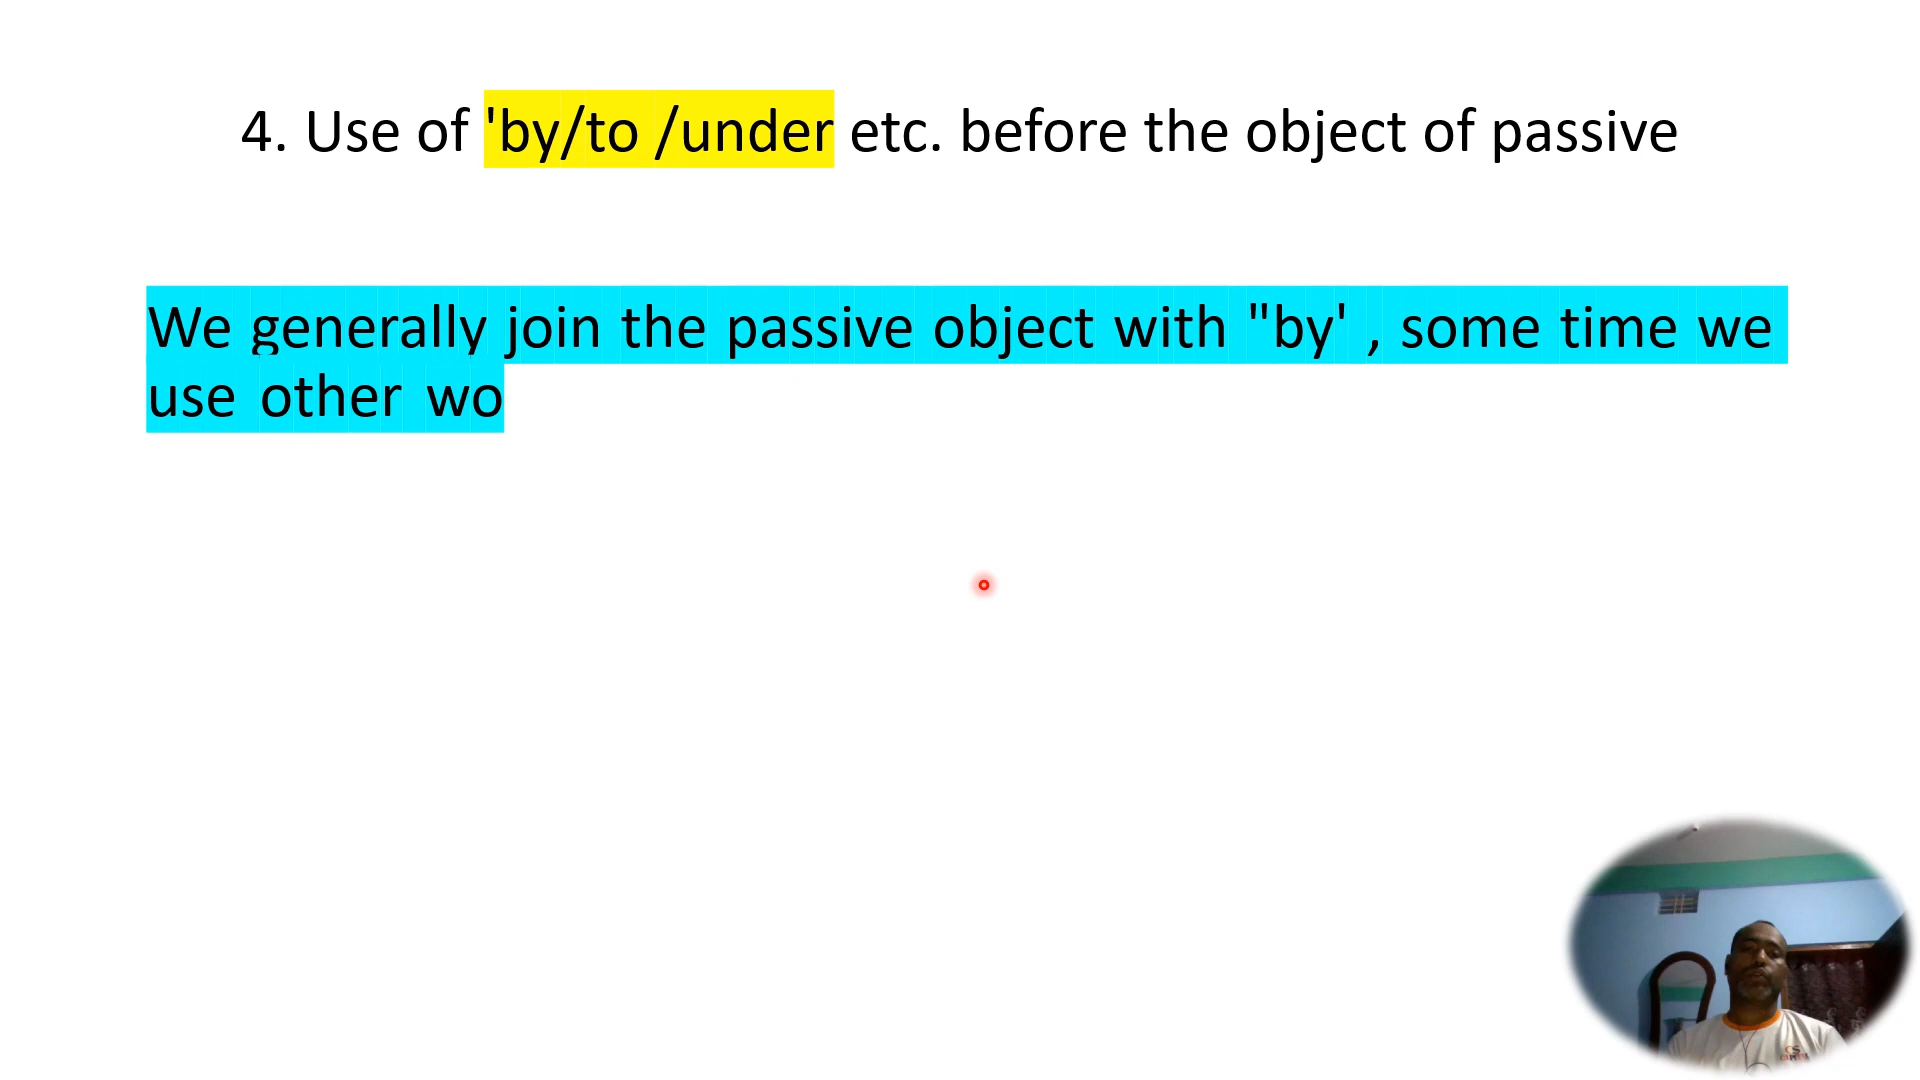 4. Use of 'by/to /under etc. before the object of passive
We generally join the passive object with "by' , some time we
use other wo